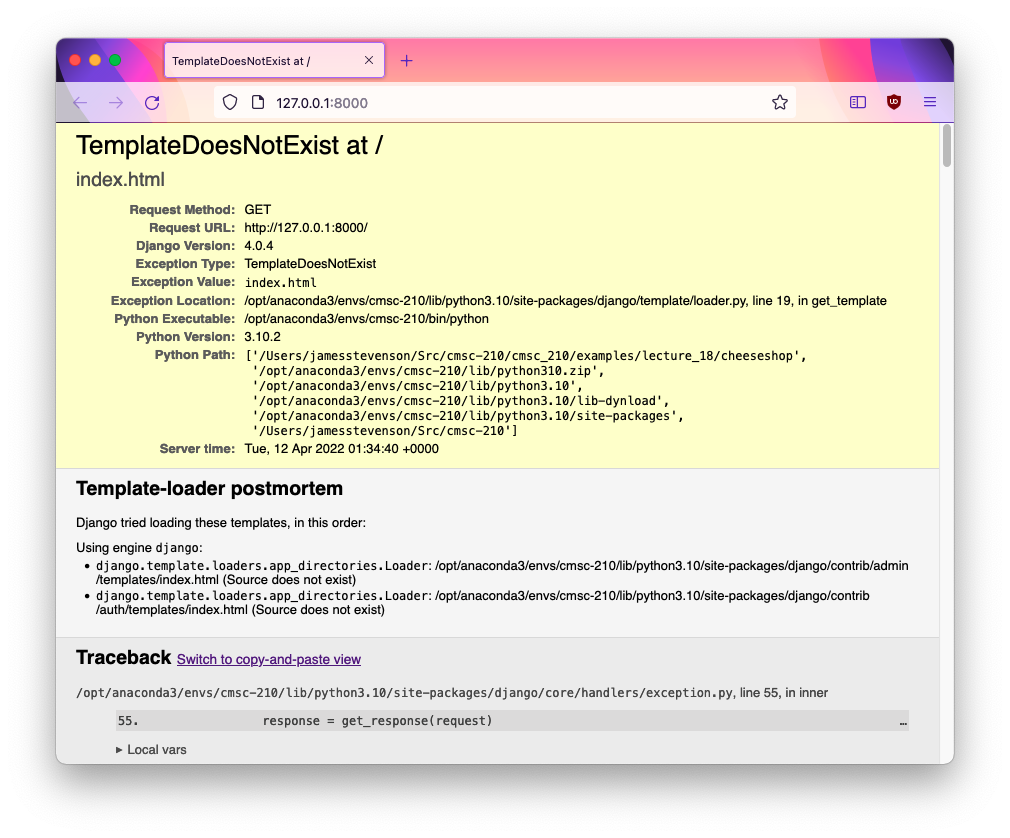 TemplateDoesNotExist at /
127.0.0.1:8000
TemplateDoesNotExist at /
index.html
Request Method: GET
Request URL: http://127.0.0.1:8000/
Django Version: 4.0.4
Exception Type: TemplateDoesNotExist
Exception Value: index.html
Exception Location: /opt/anaconda3/envs/cmsc-210/lib/python3.10/site-packages/django/template/loader.py, line 19, in get_template
Python Executable: /opt/anaconda3/envs/cmsc-210/bin/python
Python Version: 3.10.2
Python Path: ['/Users/jamesstevenson/Src/cmsc-210/cmsc_210/examples/lecture_18/cheeseshop',
'/opt/anaconda3/envs/cmsc-210/lib/python310.zip',
'/opt/anaconda3/envs/cmsc-210/lib/python3.10',
'/opt/anaconda3/envs/cmsc-210/lib/python3.10/lib-dynload',
'/opt/anaconda3/envs/cmsc-210/lib/python3.10/site-packages',
'/Users/jamesstevenson/Src/cmsc-210']
Server time: Tue, 12 Apr 2022 01:34:40 +0000
Template-loader postmortem
Django tried loading these templates, in this order:
Using engine django:
• django.template.loaders.app_directories.Loader: /opt/anaconda3/envs/cmsc-210/lib/python3.10/site-packages/django/contrib/admin
/templates/index.html (Source does not exist)
• django.template.loaders.app_directories.Loader: /opt/anaconda3/envs/cmsc-210/lib/python3.10/site-packages/django/contrib
/auth/templates/index.html (Source does not exist)
Traceback Switch to copy-and-paste view
/opt/anaconda3/envs/cmsc-210/lib/python3.10/site-packages/django/core/handlers/exception.py, line 55, in inner
55. response = get_response(request) …
▶ Local vars